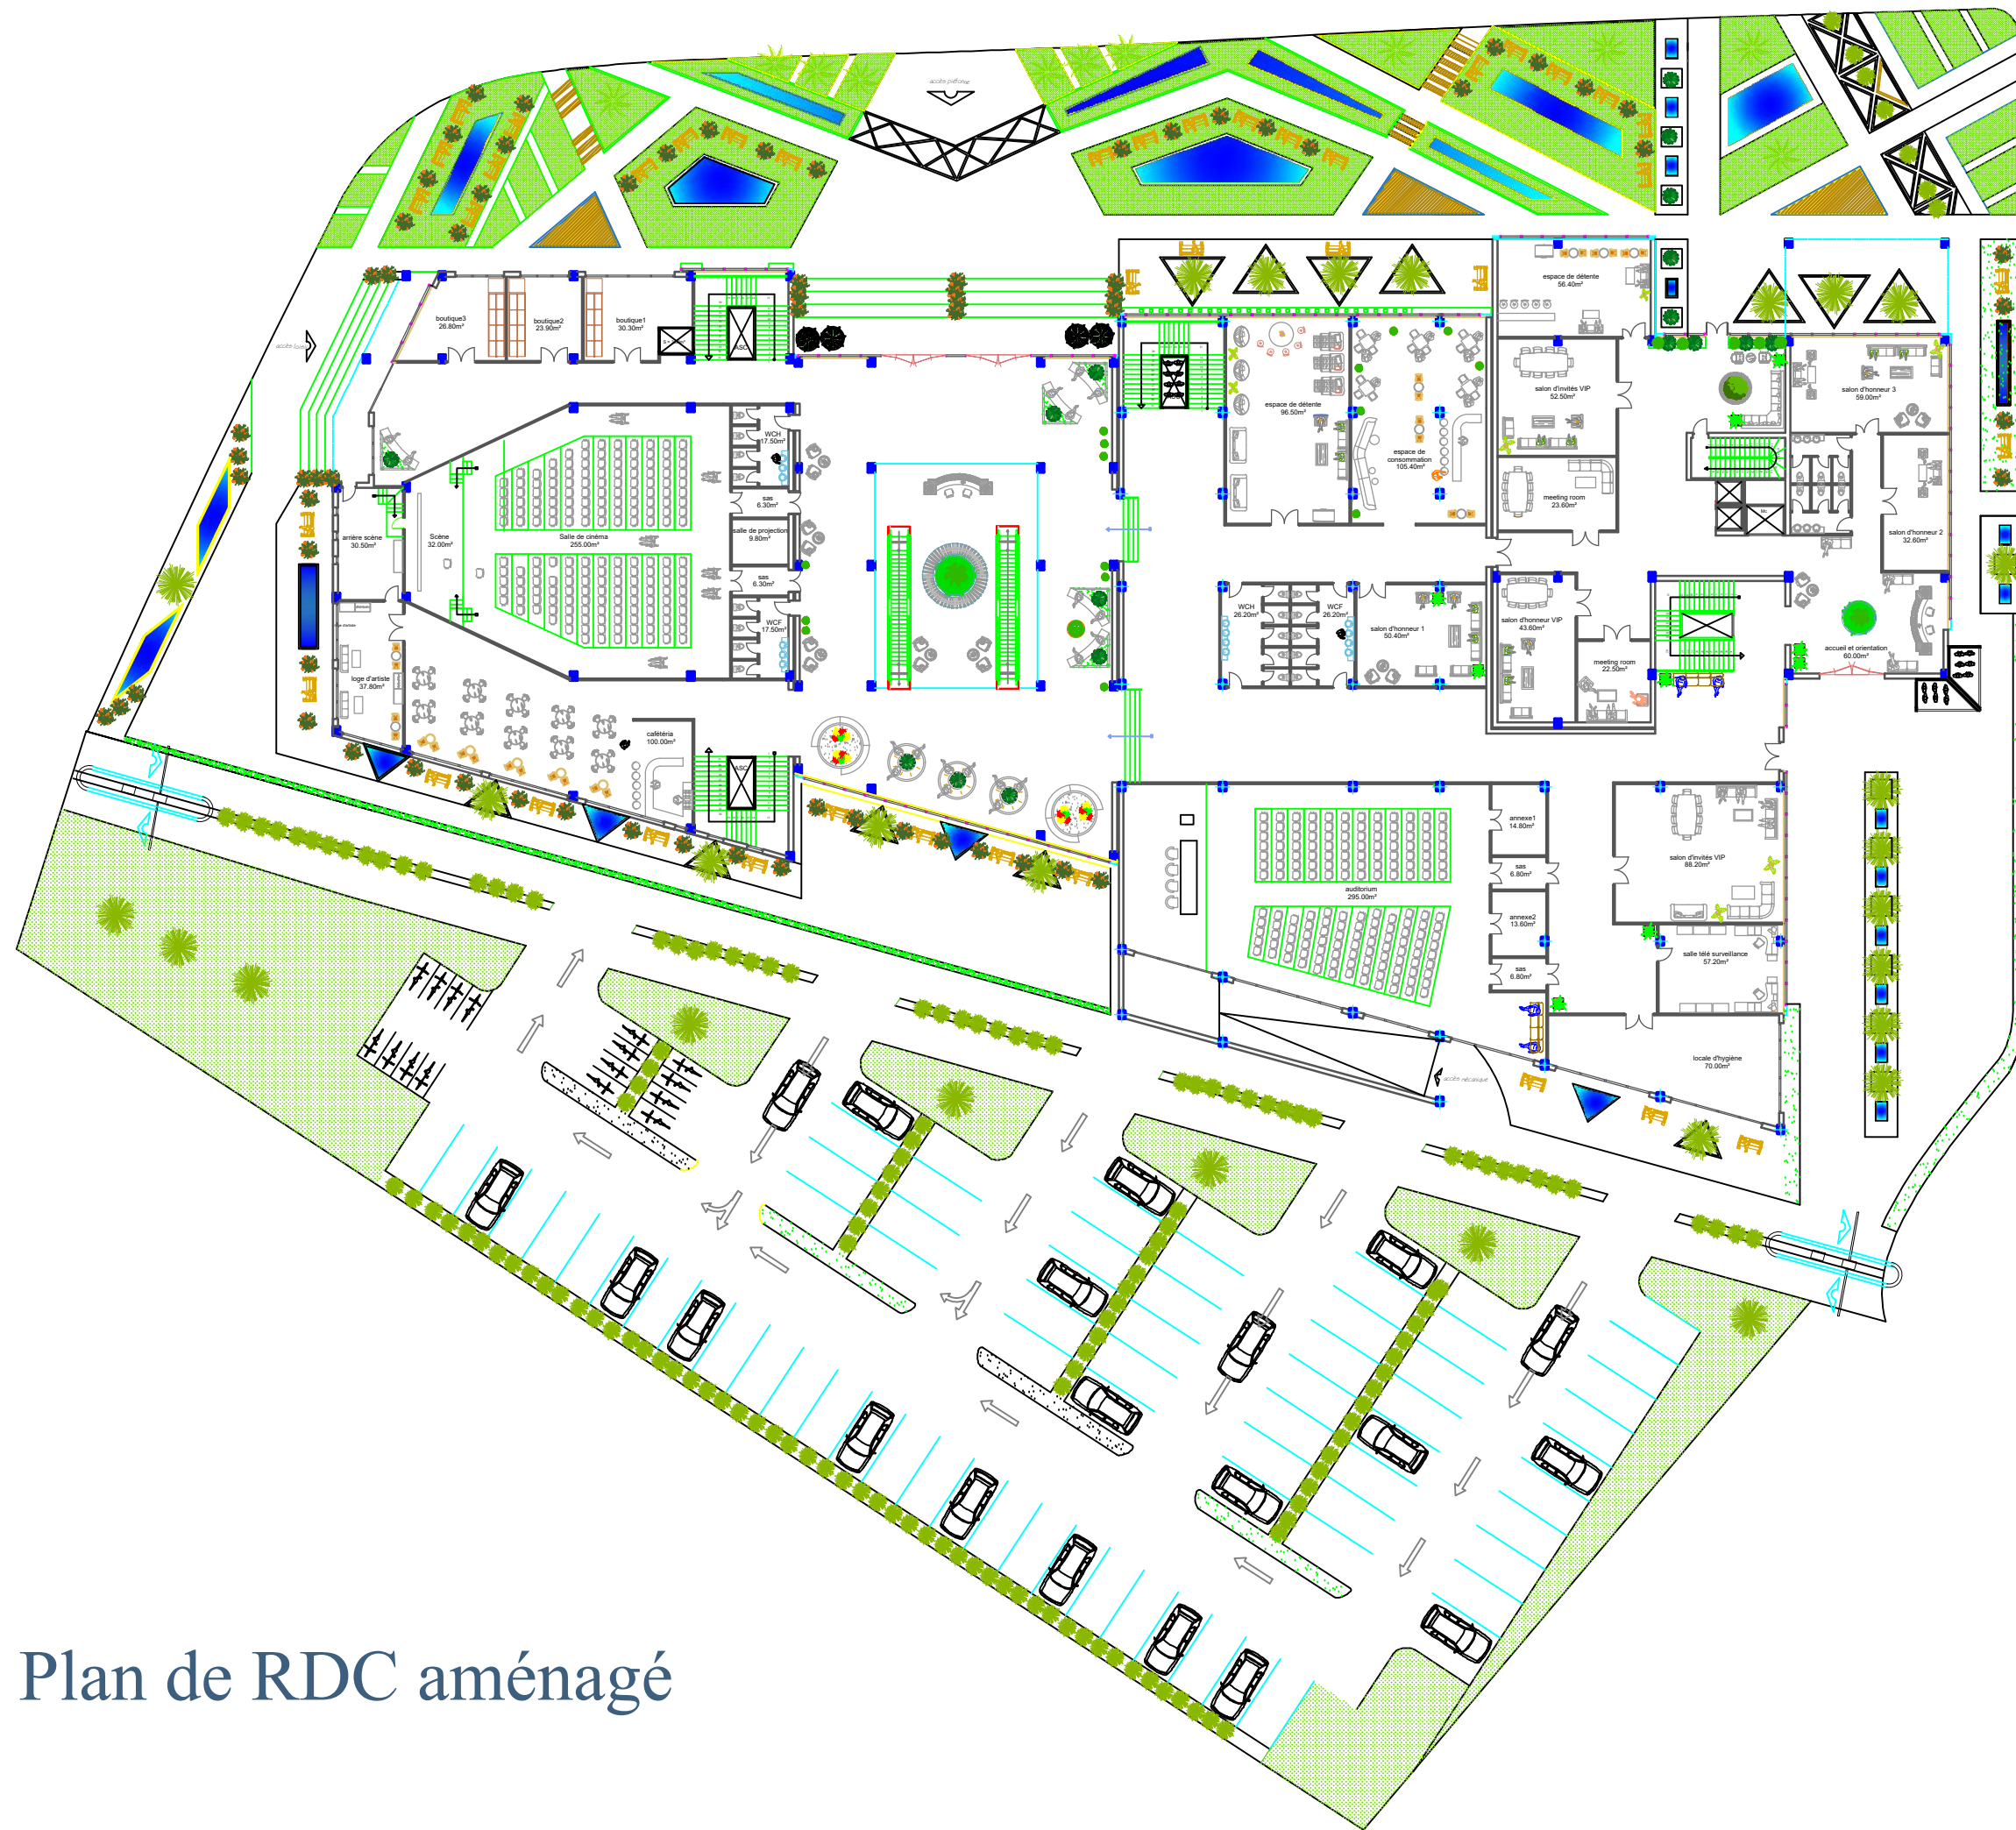 accès piétonne
espace de détente
56.40m²
boutique3
26.80m²
boutique2
23.90m²
boutique1
30.30m²
ASC
salon d'invités VIP
52.50m²
salon d'honneur 3
59.00m²
espace de détente
96.50m²
WCH
17.50m²
espace de
consommation
105.40m²
meeting room
23.60m²
sas
6.30m²
arrière scène
30.50m²
Scène
32.00m²
Salle de cinéma
255.00m²
salle de projection
9.80m²
salon d'honneur 2
32.60m²
sas
6.30m²
WCH
26.20m²
WCF
26.20m²
WCF
17.50m²
salon d'honneur 1
50.40m²
salon d'honneur VIP
43.60m²
accueil et orientation
60.00m²
meeting room
22.50m²
loge d'artiste
37.80m²
cafétéria
100.00m²
ASC
annexe1
14.80m²
salon d'invités VIP
88.20m²
sas
6.80m²
auditorium
295.00m²
annexe2
13.60m²
salle télé surveillance
57.20m²
sas
6.80m²
locale d'hygiène
70.00m²
accès mécanique
Plan de RDC aménagé